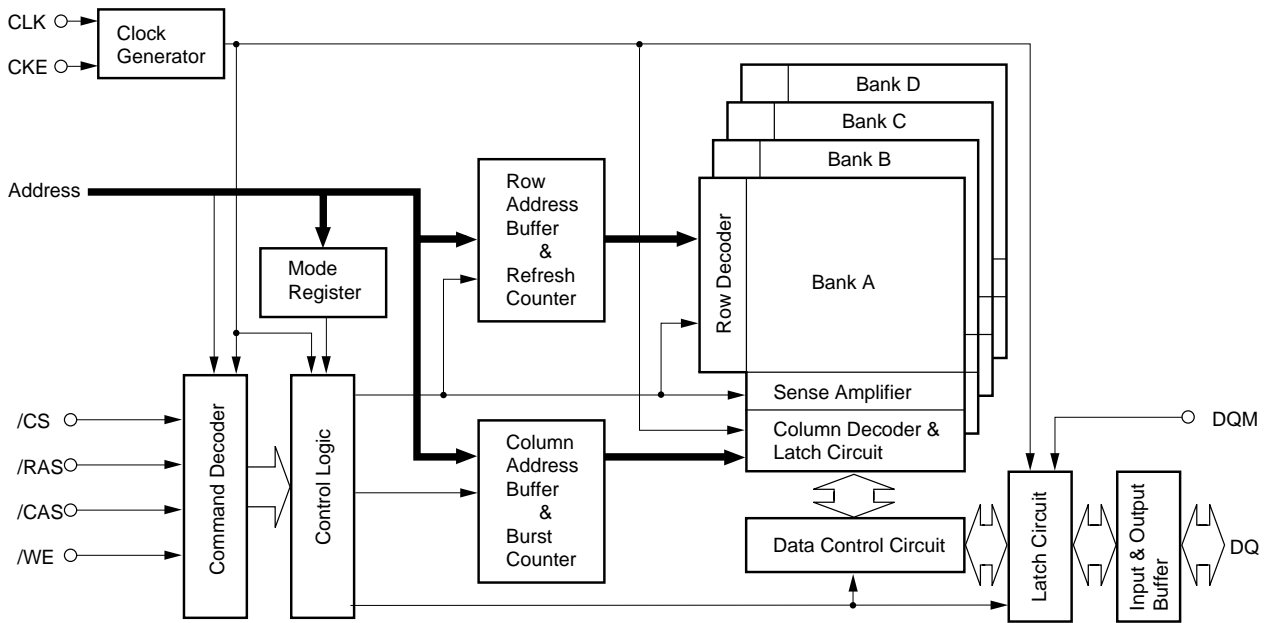 CLK
CKE
Clock
Generator
Bank D
Bank C
Bank B
Address
Row
Address
Buffer
&
Refresh
Counter
Row Decoder
Bank A
Mode
Register
Sense Amplifier
Column Decoder &
Latch Circuit
/CS
/RAS
/CAS
/WE
Command Decoder
Control Logic
Column
Address
Buffer
&
Burst
Counter
DQM
Data Control Circuit
Latch Circuit
Input & Output
Buffer
DQ